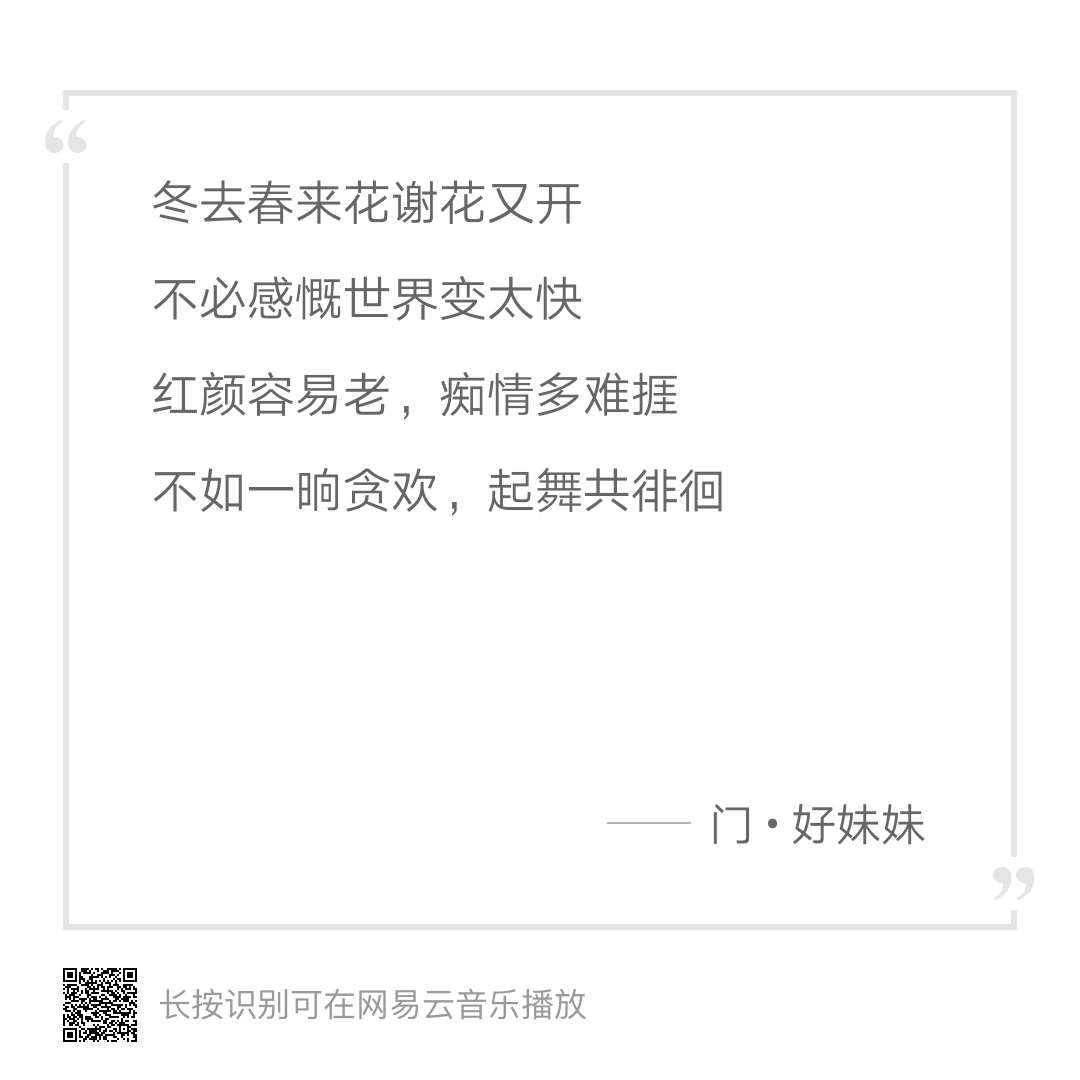 “
冬去春来花谢花又开
不必感慨世界变太快
红颜容易老，痴情多难捱
不如一晌贪欢，起舞共徘徊
—— 门·好妹妹
”
长按识别可在网易云音乐播放